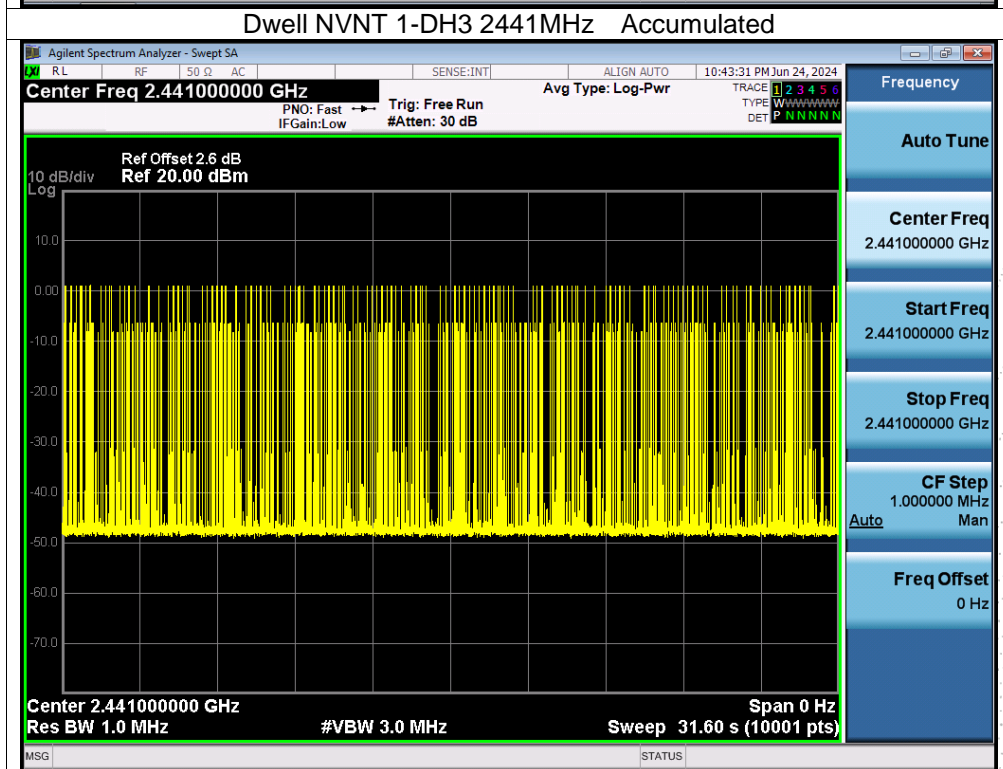 Dwell NVNT 1-DH3 2441MHz Accumulated
Agilent Spectrum Analyzer - Swept SA
LXI RL RF 50 Ω AC SENSE:INT ALIGN AUTO 10:43:31 PM Jun 24, 2024
Center Freq 2.441000000 GHz
PNO: Fast
IFGain:Low
Trig: Free Run
#Atten: 30 dB
Avg Type: Log-Pwr
TRACE 1 2 3 4 5 6
TYPE WWWWWWW
DET P N N N N N
Frequency
Ref Offset 2.6 dB
10 dB/div Ref 20.00 dBm
Log
10.0
0.00
-10.0
-20.0
-30.0
-40.0
-50.0
-60.0
-70.0
Center 2.441000000 GHz Span 0 Hz
Res BW 1.0 MHz #VBW 3.0 MHz Sweep 31.60 s (10001 pts)
Auto Tune
Center Freq
2.441000000 GHz
Start Freq
2.441000000 GHz
Stop Freq
2.441000000 GHz
CF Step
1.000000 MHz
Auto Man
Freq Offset
0 Hz
MSG STATUS